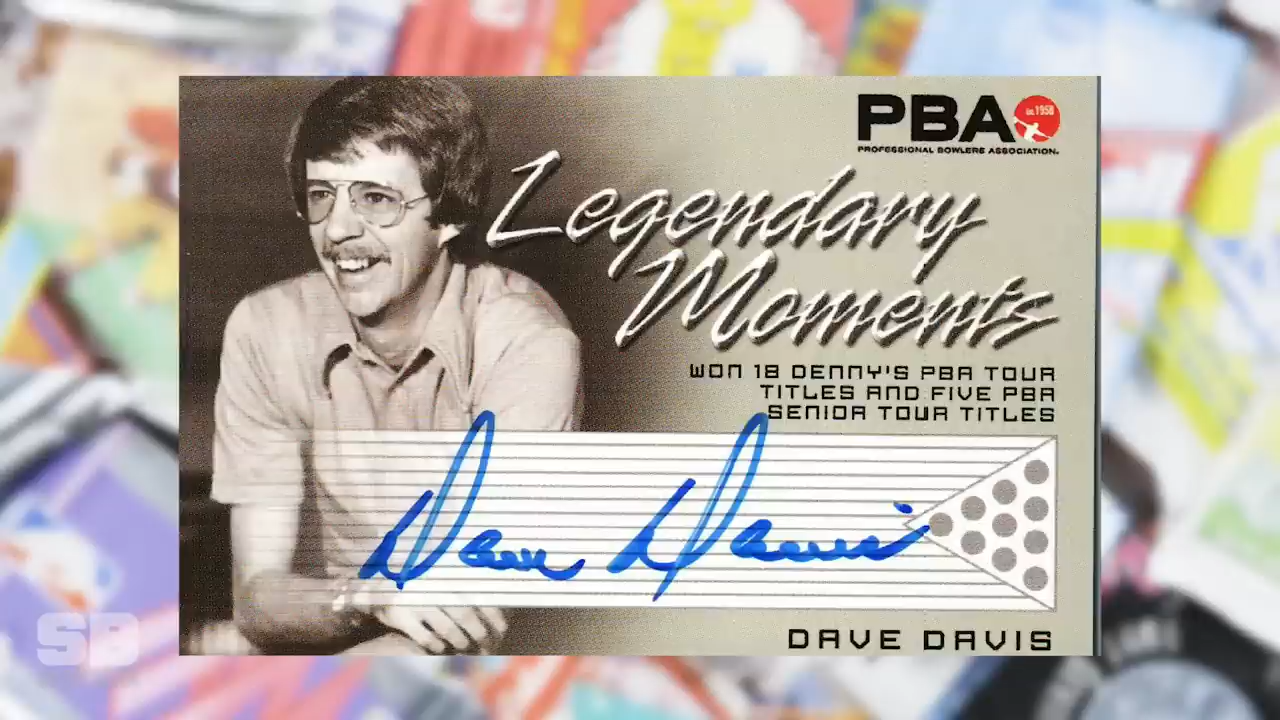 PBA
Est. 1958
PROFESSIONAL BOWLERS ASSOCIATION.
Legendary
Moments
WON 18 DENNY'S PBA TOUR
TITLES AND FIVE PBA
SENIOR TOUR TITLES
Dave Davis
DAVE DAVIS
SB